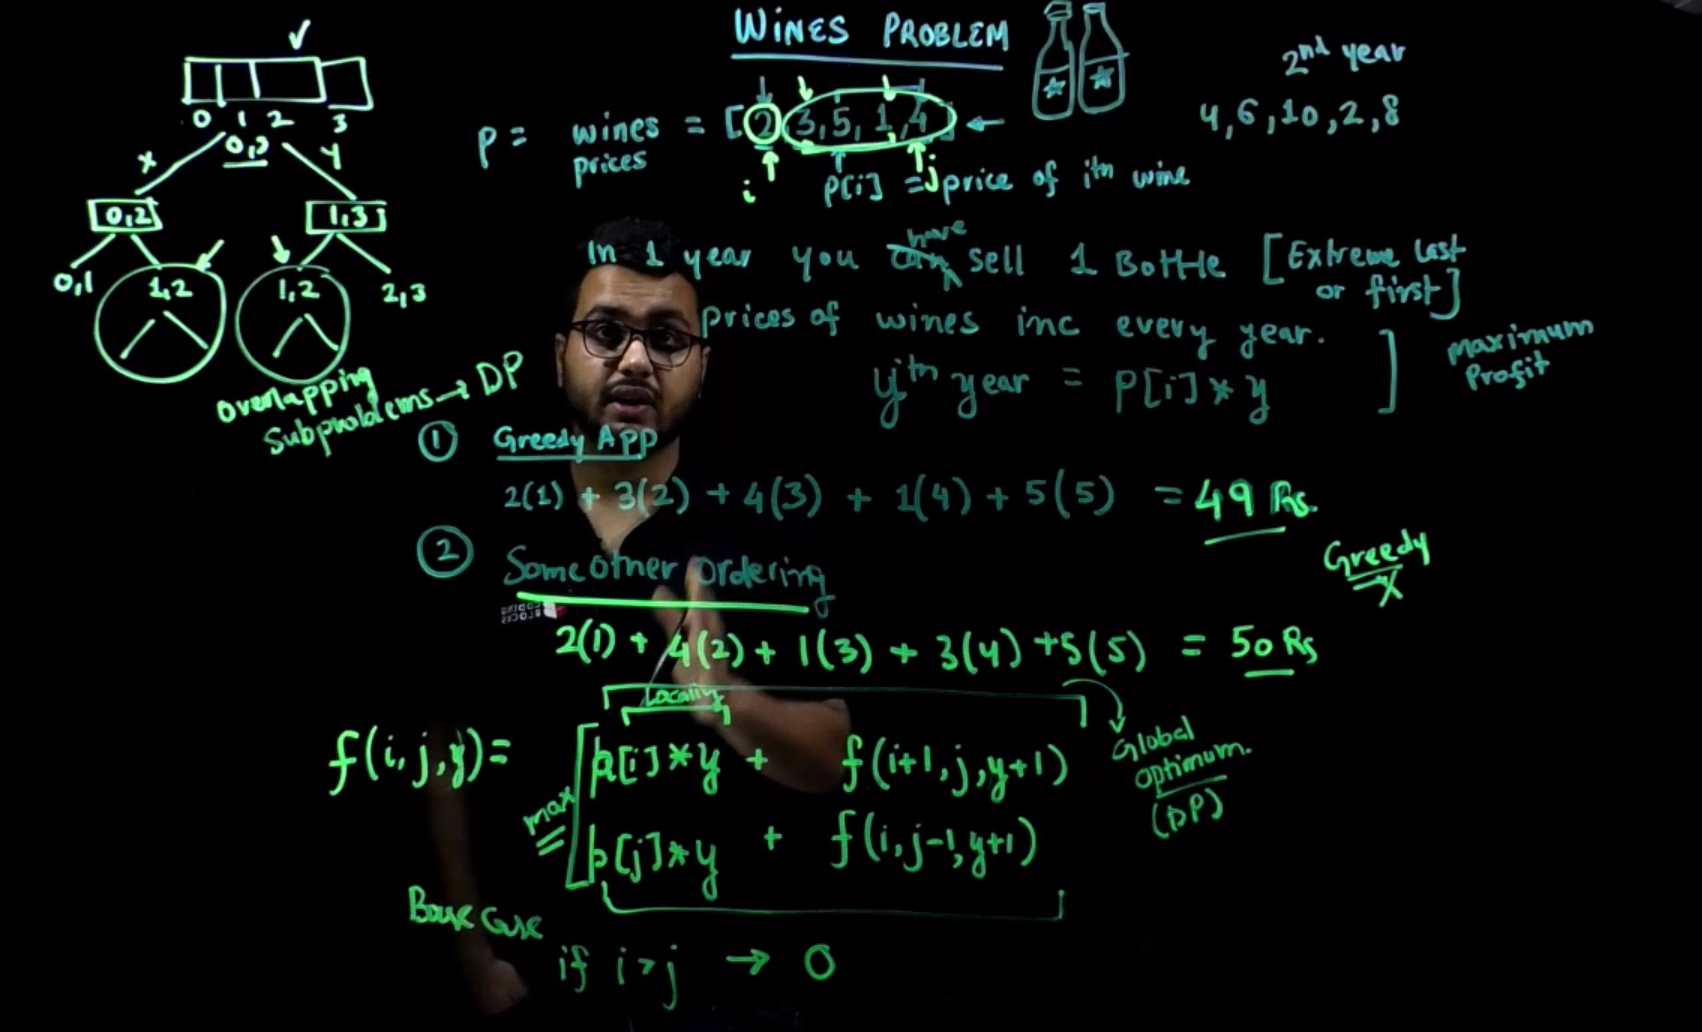 WINES PROBLEM
2nd year
4, 6, 10, 2, 8
P = wines prices = [2, 3, 5, 1, 4]
i
j
P[i] = price of ith wine
0 1 2 3
0,3
x
y
0,2
1,3
0,1
1,2
1,2
2,3
Overlapping
Subproblems → DP
In 1 year you have sell 1 Bottle [Extreme last
or first]
prices of wines inc every year.
yth year = P[i] * y
Maximum
Profit
① Greedy App
2(1) + 3(2) + 4(3) + 1(4) + 5(5) = 49 Rs.
② Some other ordering
Greedy
X
CODING
BLOCKS
2(1) + 4(2) + 1(3) + 3(4) + 5(5) = 50 Rs
Locally
f(i, j, y) =
max
p[i] * y + f(i+1, j, y+1)
p[j] * y + f(i, j-1, y+1)
Global
optimum.
(DP)
Base Case
if i > j → 0